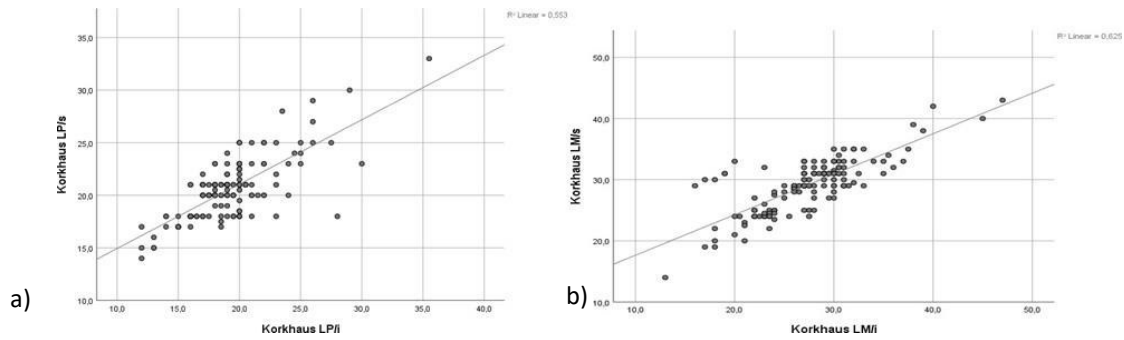 R² Linear = 0,553
35,0
30,0
25,0
20,0
15,0
10,0
Korkhaus LP/s
10,0 15,0 20,0 25,0 30,0 35,0 40,0
Korkhaus LP/i
a)
R² Linear = 0,625
50,0
40,0
30,0
20,0
10,0
Korkhaus LM/s
10,0 20,0 30,0 40,0 50,0
Korkhaus LM/i
b)